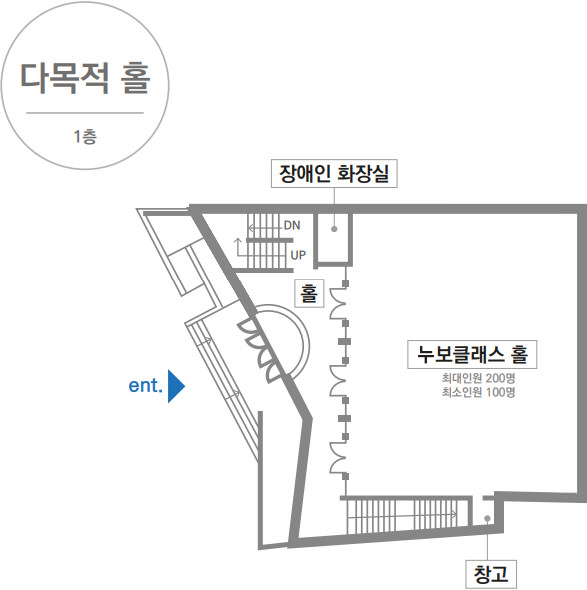 다목적 홀
1층
장애인 화장실
DN
UP
홀
누보클래스 홀
최대인원 200명
최소인원 100명
ent.
창고